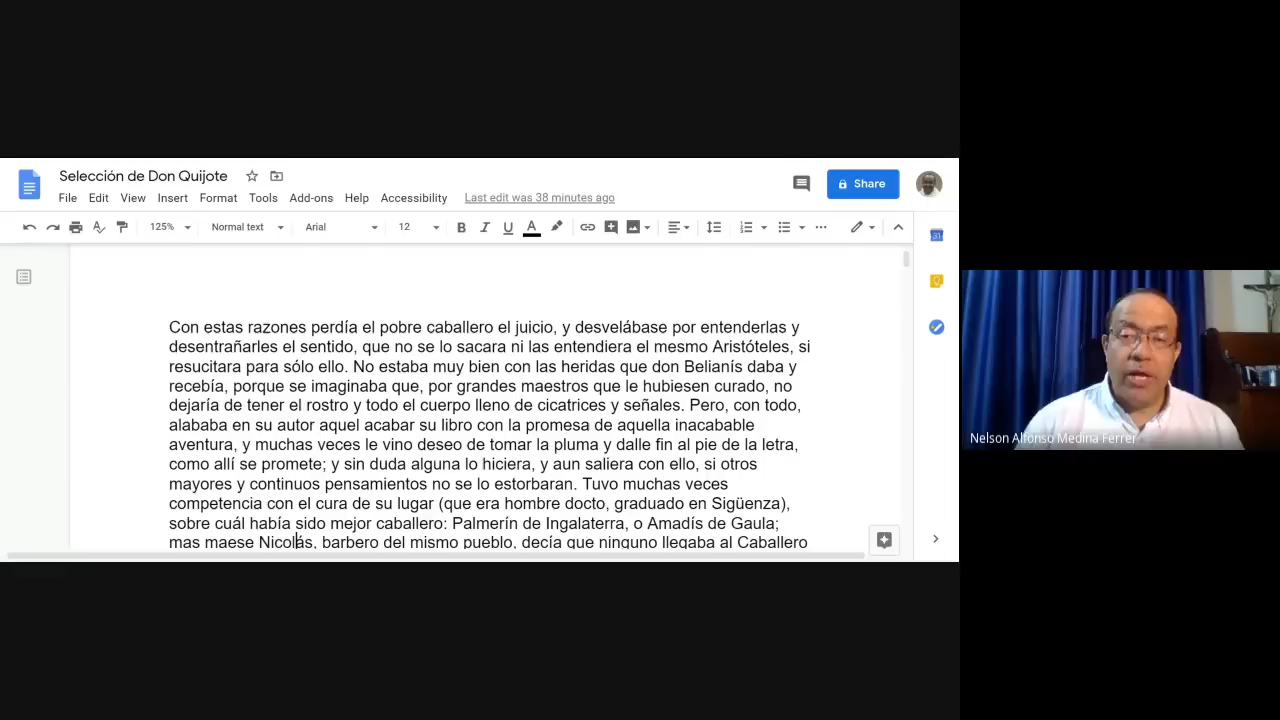 Selección de Don Quijote
File Edit View Insert Format Tools Add-ons Help Accessibility Last edit was 38 minutes ago
Share
125% Normal text Arial 12 B I U A
31
Con estas razones perdía el pobre caballero el juicio, y desvelábase por entenderlas y
desentrañarles el sentido, que no se lo sacara ni las entendiera el mesmo Aristóteles, si
resucitara para sólo ello. No estaba muy bien con las heridas que don Belianís daba y
recebía, porque se imaginaba que, por grandes maestros que le hubiesen curado, no
dejaría de tener el rostro y todo el cuerpo lleno de cicatrices y señales. Pero, con todo,
alababa en su autor aquel acabar su libro con la promesa de aquella inacabable
aventura, y muchas veces le vino deseo de tomar la pluma y dalle fin al pie de la letra,
como allí se promete; y sin duda alguna lo hiciera, y aun saliera con ello, si otros
mayores y continuos pensamientos no se lo estorbaran. Tuvo muchas veces
competencia con el cura de su lugar (que era hombre docto, graduado en Sigüenza),
sobre cuál había sido mejor caballero: Palmerín de Ingalaterra, o Amadís de Gaula;
mas maese Nicolás, barbero del mismo pueblo, decía que ninguno llegaba al Caballero
Nelson Alfonso Medina Ferrer